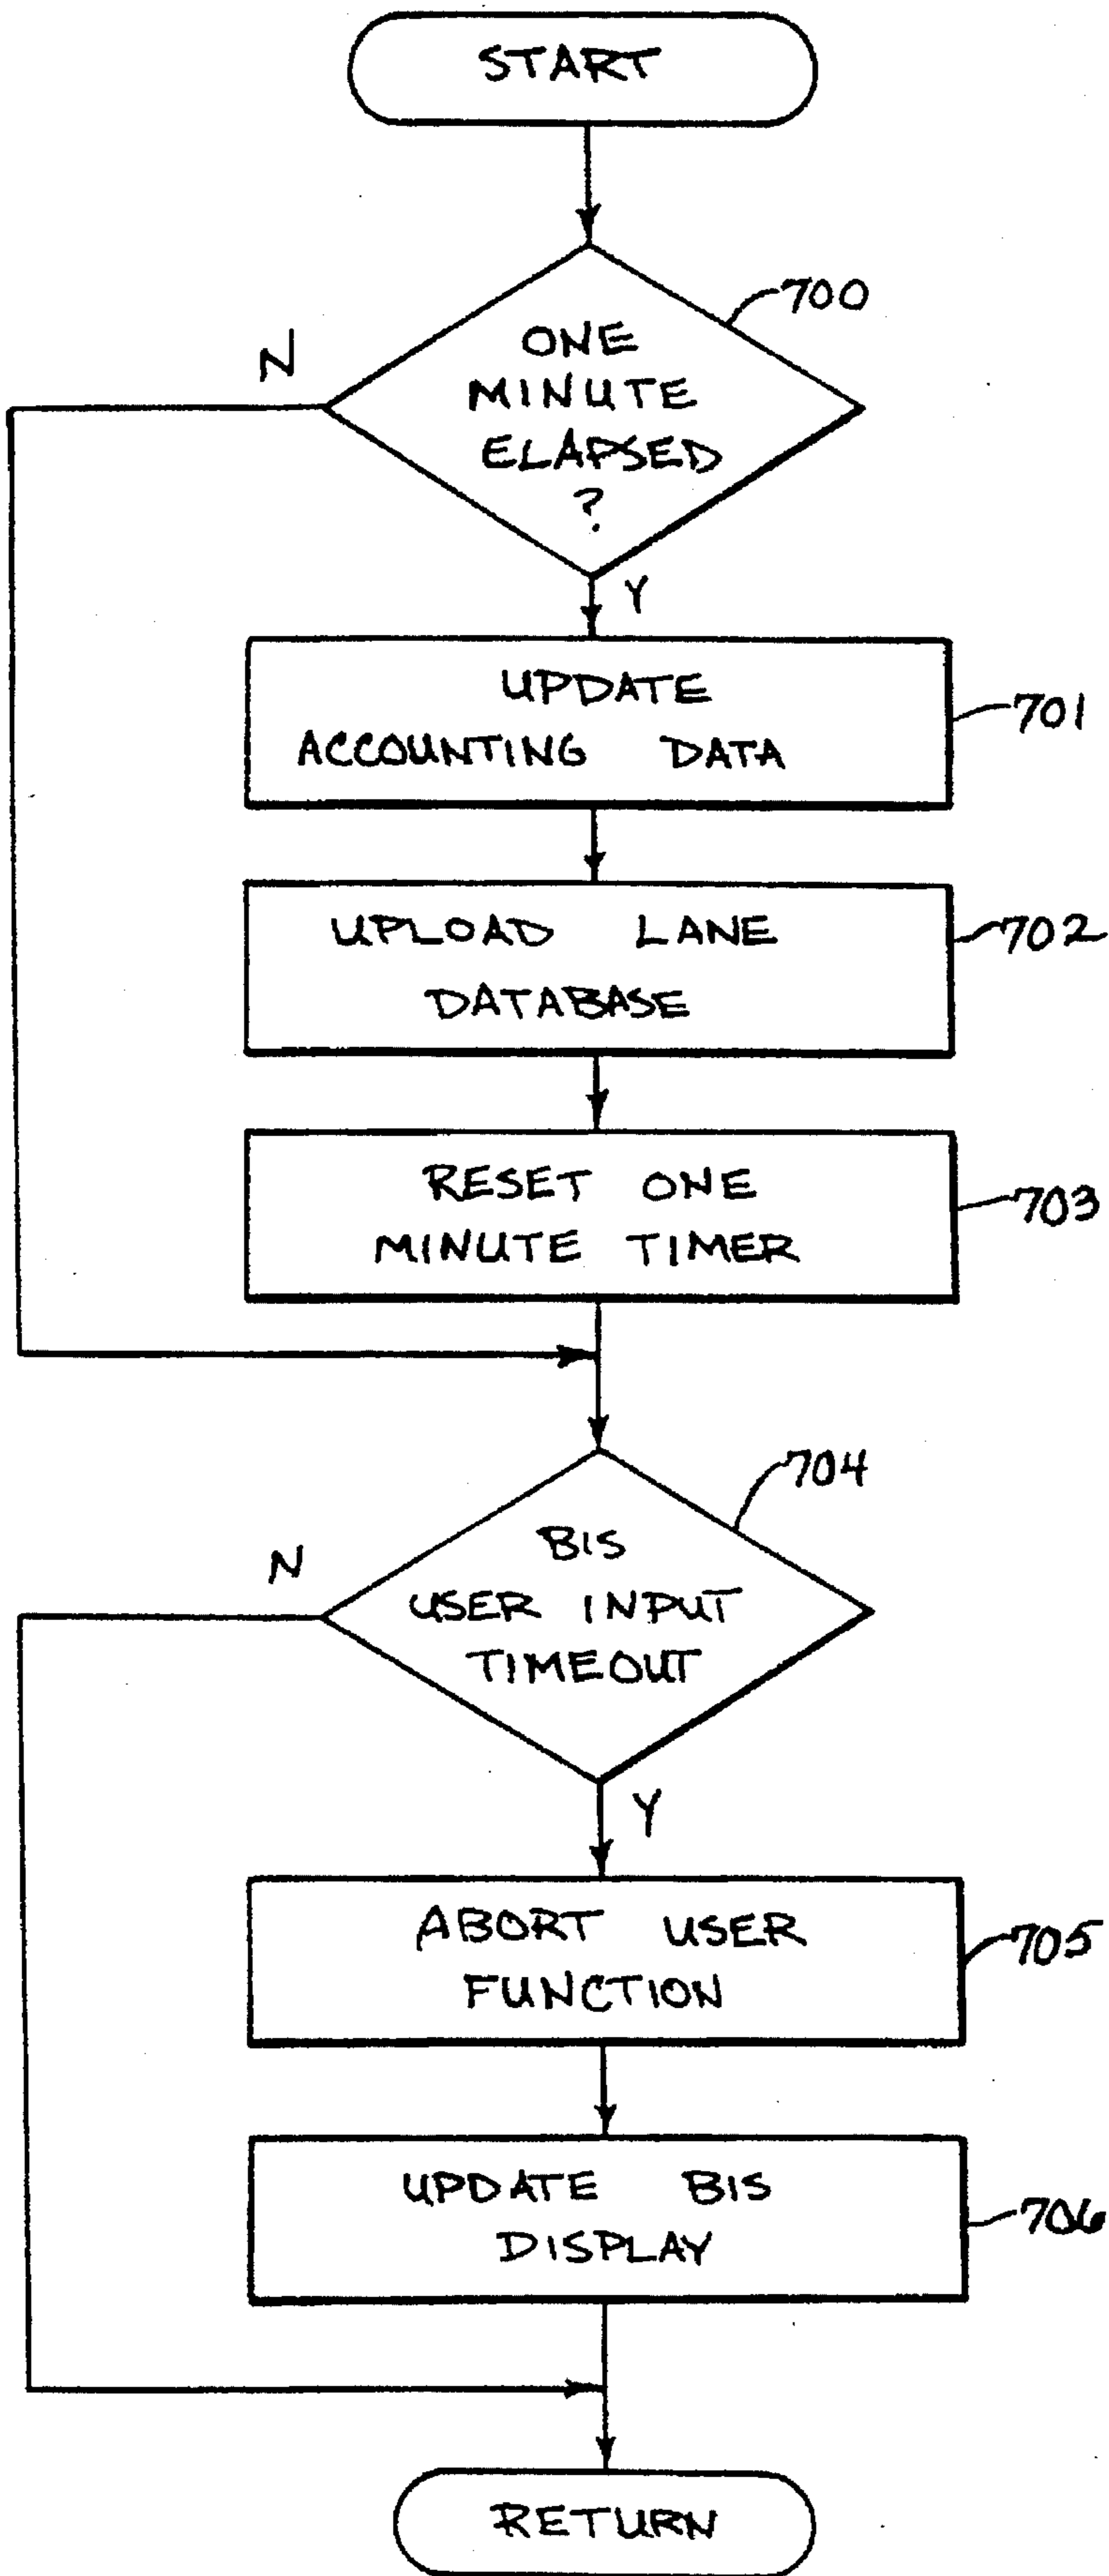 START
700
N
ONE
MINUTE
ELAPSED
?
Y
UPDATE
ACCOUNTING DATA
701
UPLOAD LANE
DATABASE
702
RESET ONE
MINUTE TIMER
703
704
N
BIS
USER INPUT
TIMEOUT
Y
ABORT USER
FUNCTION
705
UPDATE BIS
DISPLAY
706
RETURN